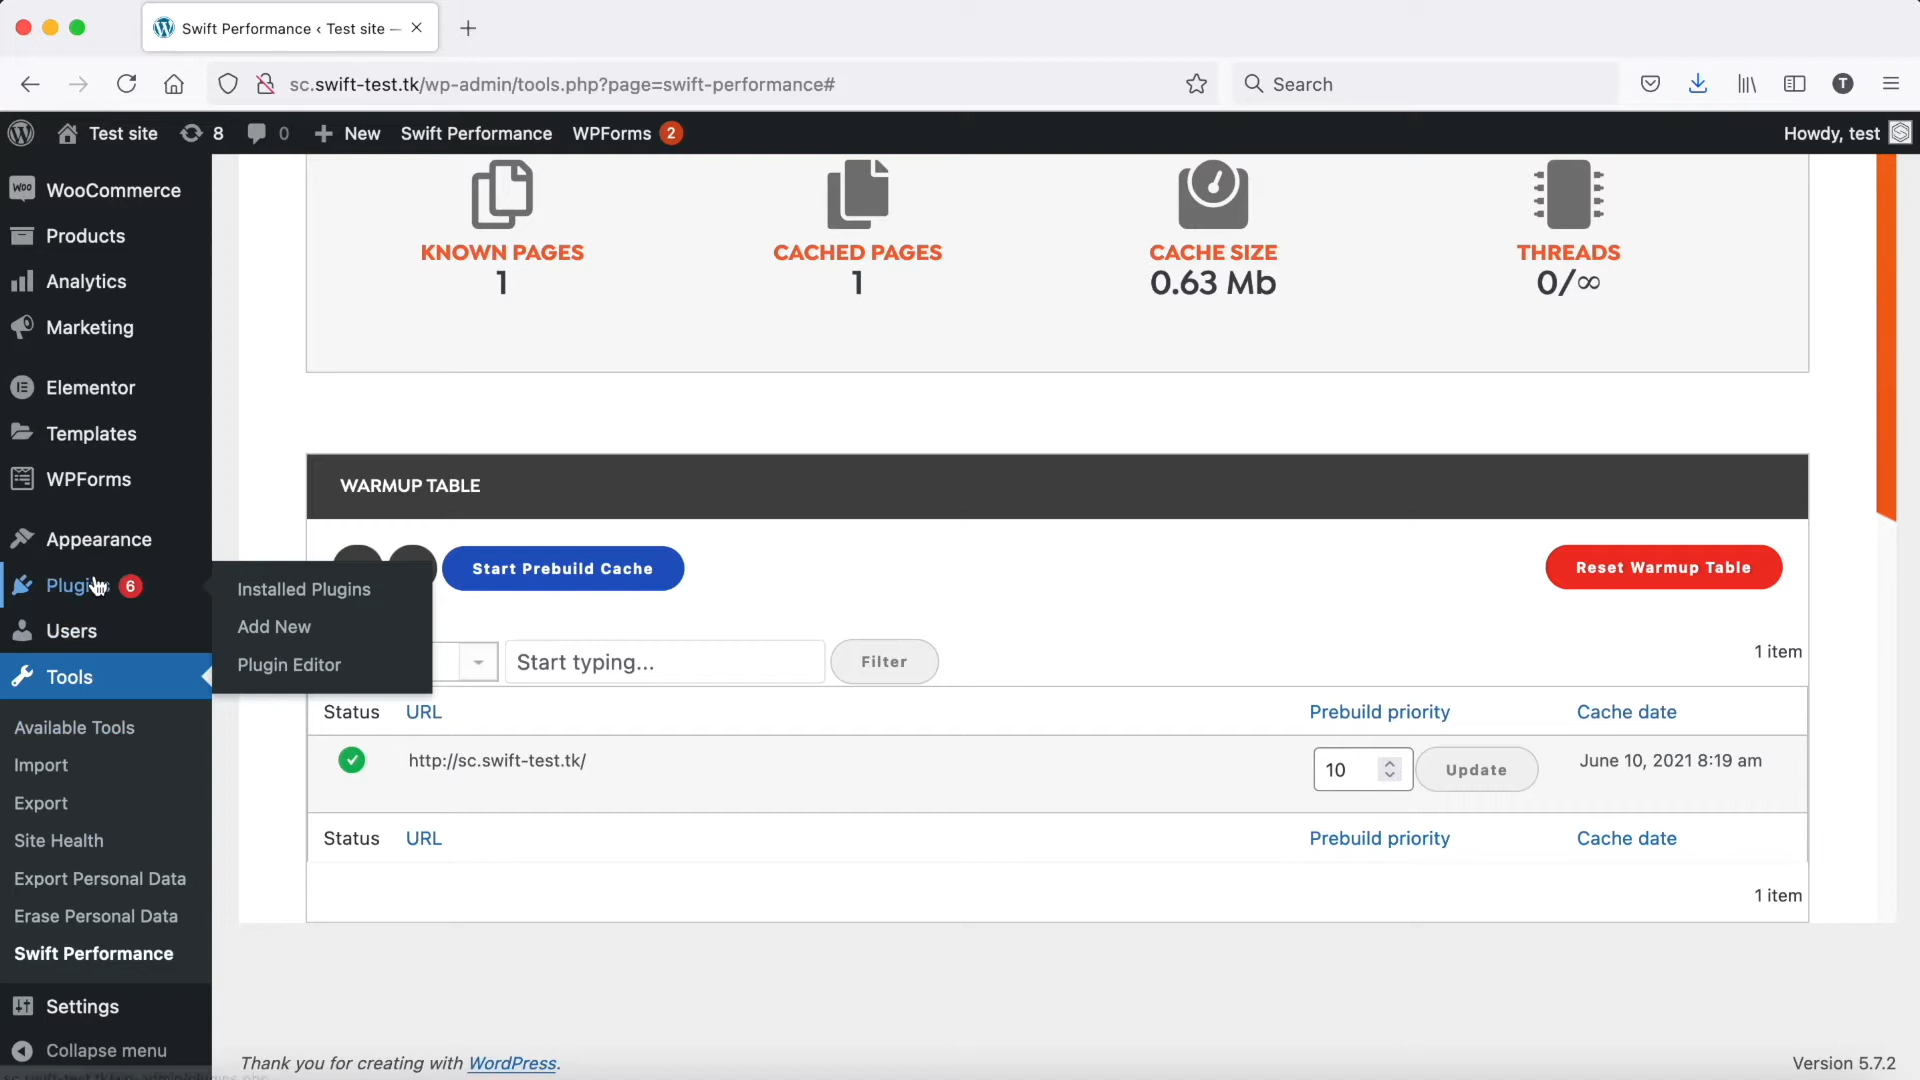 Swift Performance ‹ Test site —
sc.swift-test.tk/wp-admin/tools.php?page=swift-performance#
Search
T
Test site
8
0
New
Swift Performance
WPForms 2
Howdy, test
WooCommerce
Products
Analytics
Marketing
Elementor
Templates
WPForms
Appearance
6
Users
Tools
Available Tools
Import
Export
Site Health
Export Personal Data
Erase Personal Data
Swift Performance
Settings
Collapse menu
Installed Plugins
Add New
Plugin Editor
KNOWN PAGES
1
CACHED PAGES
1
CACHE SIZE
0.63 Mb
THREADS
0/∞
WARMUP TABLE
Start Prebuild Cache
Reset Warmup Table
Start typing...
Filter
1 item
Status URL Prebuild priority Cache date
http://sc.swift-test.tk/ 10 Update June 10, 2021 8:19 am
Status URL Prebuild priority Cache date
1 item
Thank you for creating with WordPress.
Version 5.7.2